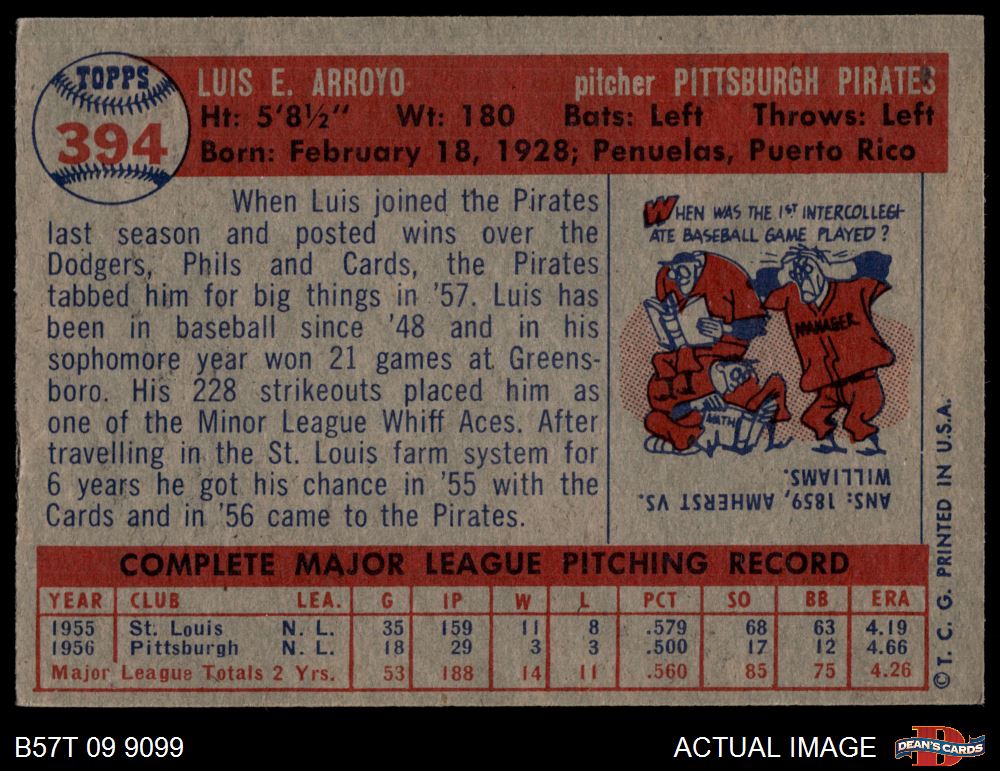 TOPPS
394
LUIS E. ARROYO pitcher PITTSBURGH PIRATES
Ht: 5'8½" Wt: 180 Bats: Left Throws: Left
Born: February 18, 1928; Penuelas, Puerto Rico
When Luis joined the Pirates
last season and posted wins over the
Dodgers, Phils and Cards, the Pirates
tabbed him for big things in '57. Luis has
been in baseball since '48 and in his
sophomore year won 21 games at Greens-
boro. His 228 strikeouts placed him as
one of the Minor League Whiff Aces. After
travelling in the St. Louis farm system for
6 years he got his chance in '55 with the
Cards and in '56 came to the Pirates.
WHEN WAS THE 1ST INTERCOLLEGI-
ATE BASEBALL GAME PLAYED?
MANAGER
MATH
ANS: 1859, AMHERST VS.
WILLIAMS.
COMPLETE MAJOR LEAGUE PITCHING RECORD
YEAR CLUB LEA. G IP W L PCT SO BB ERA
1955 St. Louis N. L. 35 159 11 8 .579 68 63 4.19
1956 Pittsburgh N. L. 18 29 3 3 .500 17 12 4.66
Major League Totals 2 Yrs. 53 188 14 11 .560 85 75 4.26
© T. C. G. PRINTED IN U.S.A.
B57T 09 9099 ACTUAL IMAGE
DEAN'S CARDS